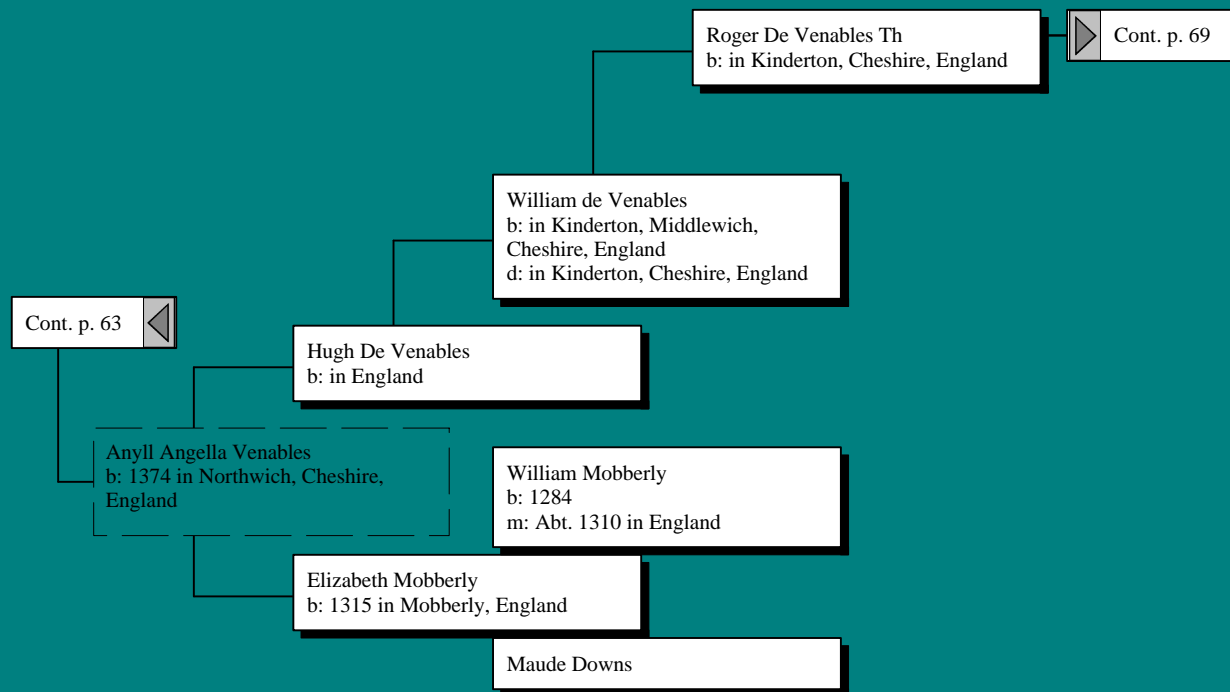 Roger De Venables Th
b: in Kinderton, Cheshire, England
Cont. p. 69
William de Venables
b: in Kinderton, Middlewich,
Cheshire, England
d: in Kinderton, Cheshire, England
Cont. p. 63
Hugh De Venables
b: in England
Anyll Angella Venables
b: 1374 in Northwich, Cheshire,
England
William Mobberly
b: 1284
m: Abt. 1310 in England
Elizabeth Mobberly
b: 1315 in Mobberly, England
Maude Downs